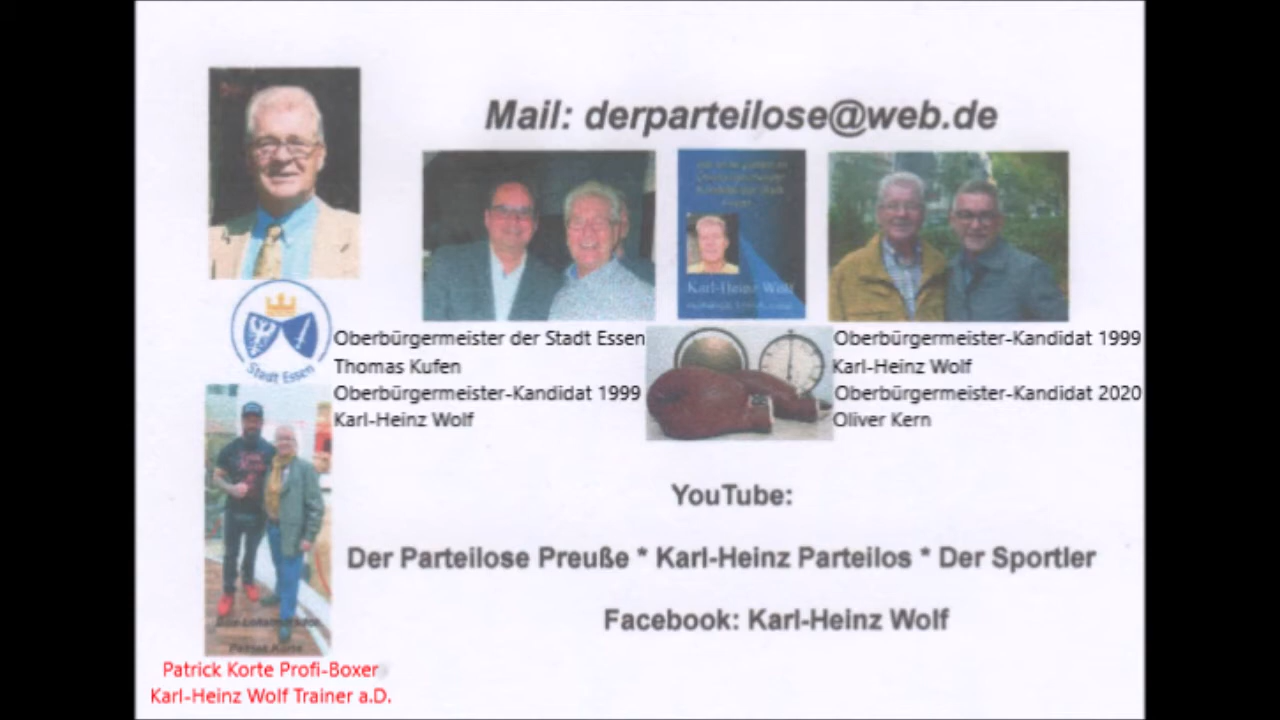 Mail: derparteilose@web.de
Karl-Heinz Wolf
Stadt Essen
Oberbürgermeister der Stadt Essen
Thomas Kufen
Oberbürgermeister-Kandidat 1999
Karl-Heinz Wolf
Oberbürgermeister-Kandidat 1999
Karl-Heinz Wolf
Oberbürgermeister-Kandidat 2020
Oliver Kern
YouTube:
Der Parteilose Preuße * Karl-Heinz Parteilos * Der Sportler
Facebook: Karl-Heinz Wolf
Patrick Korte
Patrick Korte Profi-Boxer
Karl-Heinz Wolf Trainer a.D.